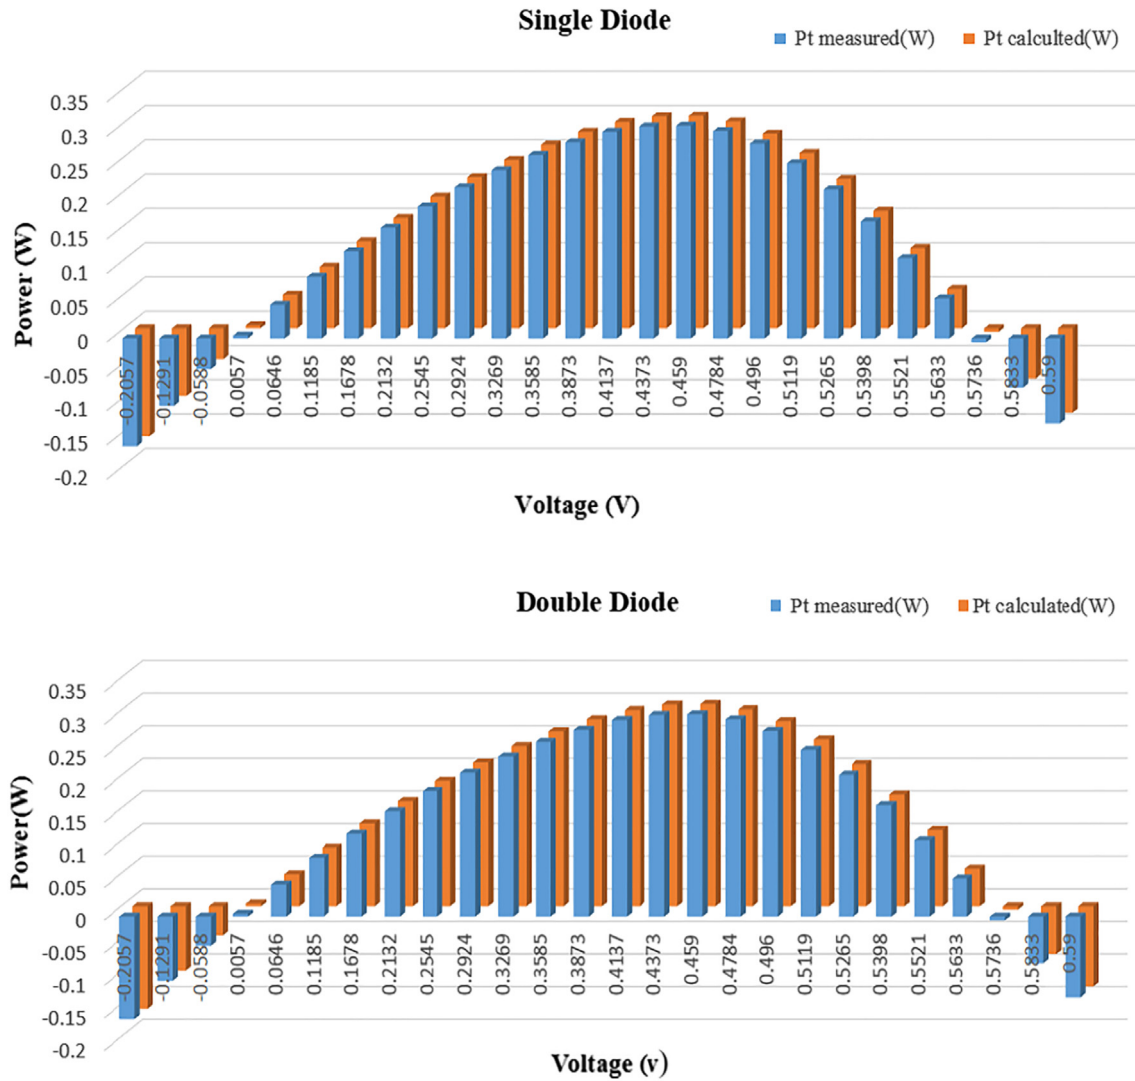 Single Diode
Pt measured(W) Pt calculted(W)
0.35
0.3
0.25
0.2
0.15
0.1
0.05
0
-0.05
-0.1
-0.15
-0.2
Power (W)
-0.2057 -0.1291 -0.0588 0.0057 0.0646 0.1185 0.1678 0.2132 0.2545 0.2924 0.3269 0.3585 0.3873 0.4137 0.4373 0.459 0.4784 0.496 0.5119 0.5265 0.5398 0.5521 0.5633 0.5736 0.5833 0.59
Voltage (V)
Double Diode
Pt measured(W) Pt calculated(W)
0.35
0.3
0.25
0.2
0.15
0.1
0.05
0
-0.05
-0.1
-0.15
-0.2
Power(W)
-0.2057 -0.1291 -0.0588 0.0057 0.0646 0.1185 0.1678 0.2132 0.2545 0.2924 0.3269 0.3585 0.3873 0.4137 0.4373 0.459 0.4784 0.496 0.5119 0.5265 0.5398 0.5521 0.5633 0.5736 0.5833 0.59
Voltage (v)